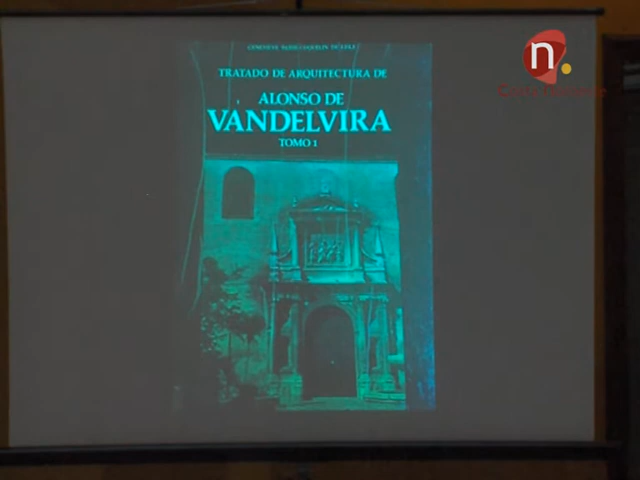 TRATADO DE ARQUITECTURA DE
ALONSO DE
VANDELVIRA
TOMO 1
n.